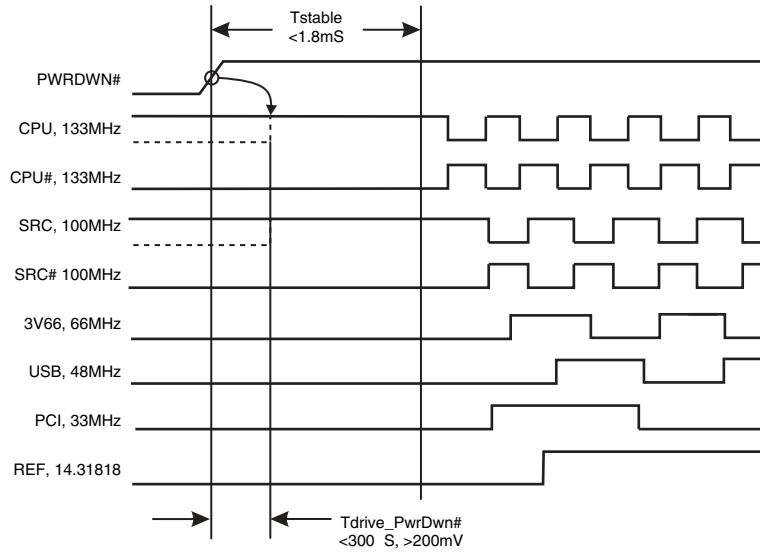 Tstable
<1.8mS
PWRDWN#
CPU, 133MHz
CPU#, 133MHz
SRC, 100MHz
SRC# 100MHz
3V66, 66MHz
USB, 48MHz
PCI, 33MHz
REF, 14.31818
Tdrive_PwrDwn#
<300 S, >200mV